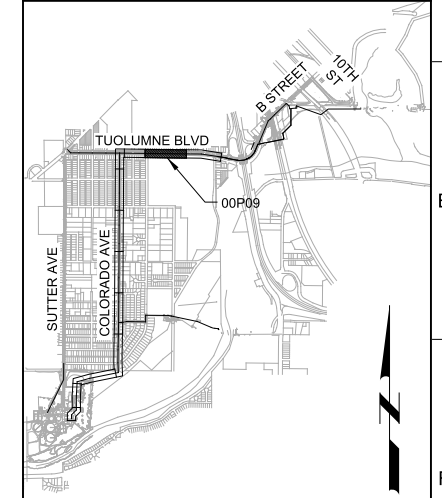 10TH
ST
B STREET
TUOLUMNE BLVD
00P09
SUTTER AVE
COLORADO AVE
N